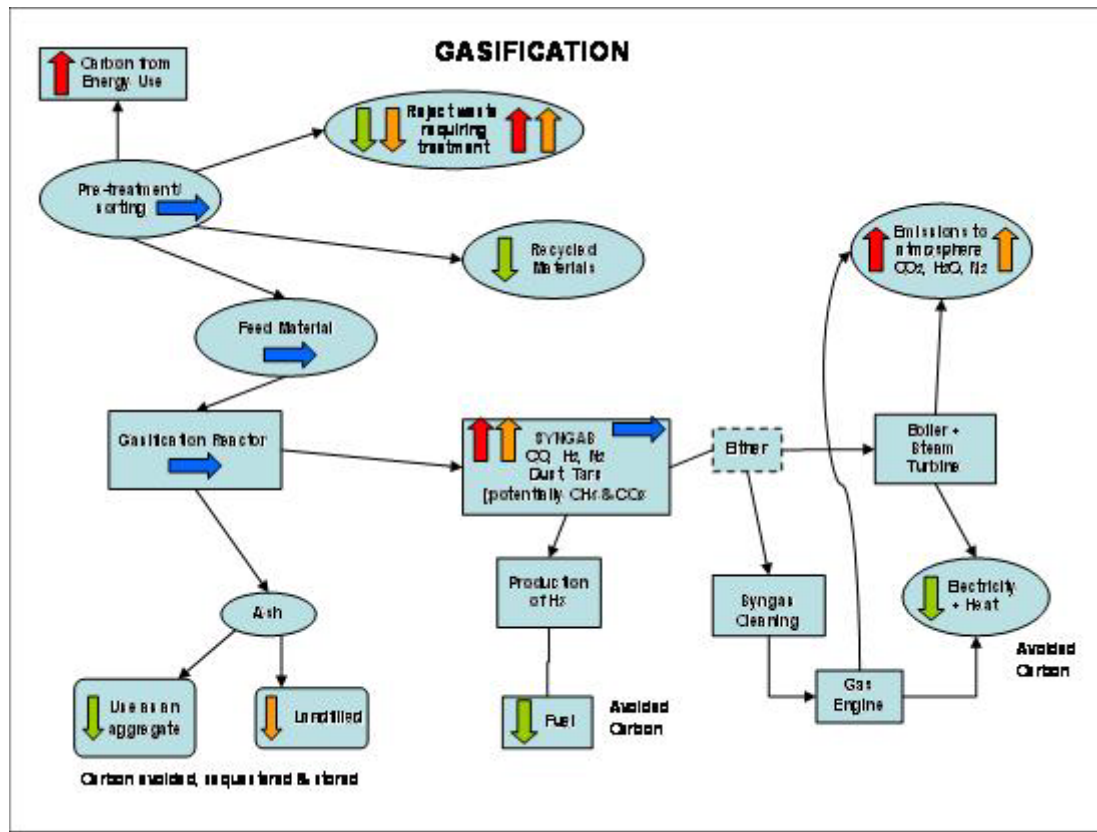 GASIFICATION
Carbon from
Energy Use
Reject waste
requiring
treatment
Pre-treatment/
sorting
Recycled
Materials
Emissions to
atmosphere
CO2, H2O, N2
Feed Material
Gasification Reactor
SYNGAS
CO, H2, N2
Dust, Tars
[potentially CH4 & CO2
Either
Boiler +
Steam
Turbine
Production
of H2
Syngas
Cleaning
Electricity
+ Heat
Ash
Avoided
Carbon
Gas
Engine
Use as an
aggregate
Landfilled
Fuel
Avoided
Carbon
Carbon avoided, sequestered & stored